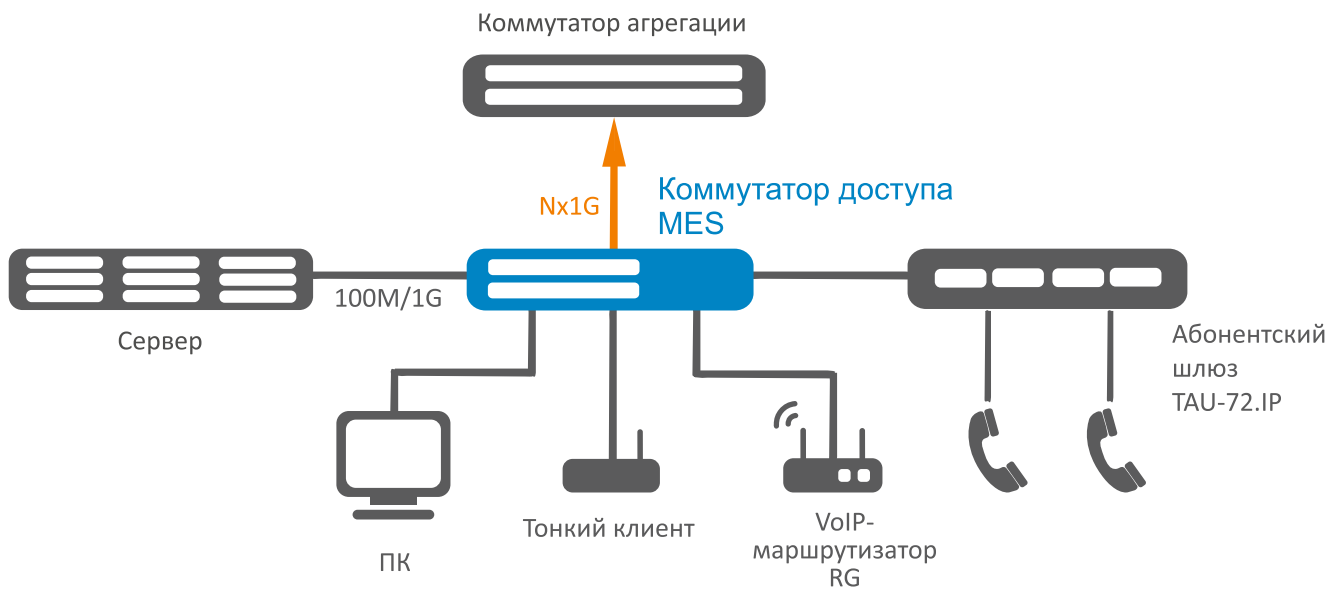 Коммутатор агрегации
Nx1G
Коммутатор доступа
MES
100M/1G
Сервер
Абонентский
шлюз
TAU-72.IP
ПК
Тонкий клиент
VoIP-
маршрутизатор
RG